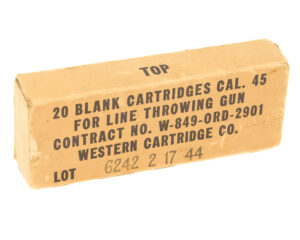 TOP
20 BLANK CARTRIDGES CAL. 45
FOR LINE THROWING GUN
CONTRACT NO. W-849-ORD-2901
WESTERN CARTRIDGE CO.
LOT 6242 2 17 44